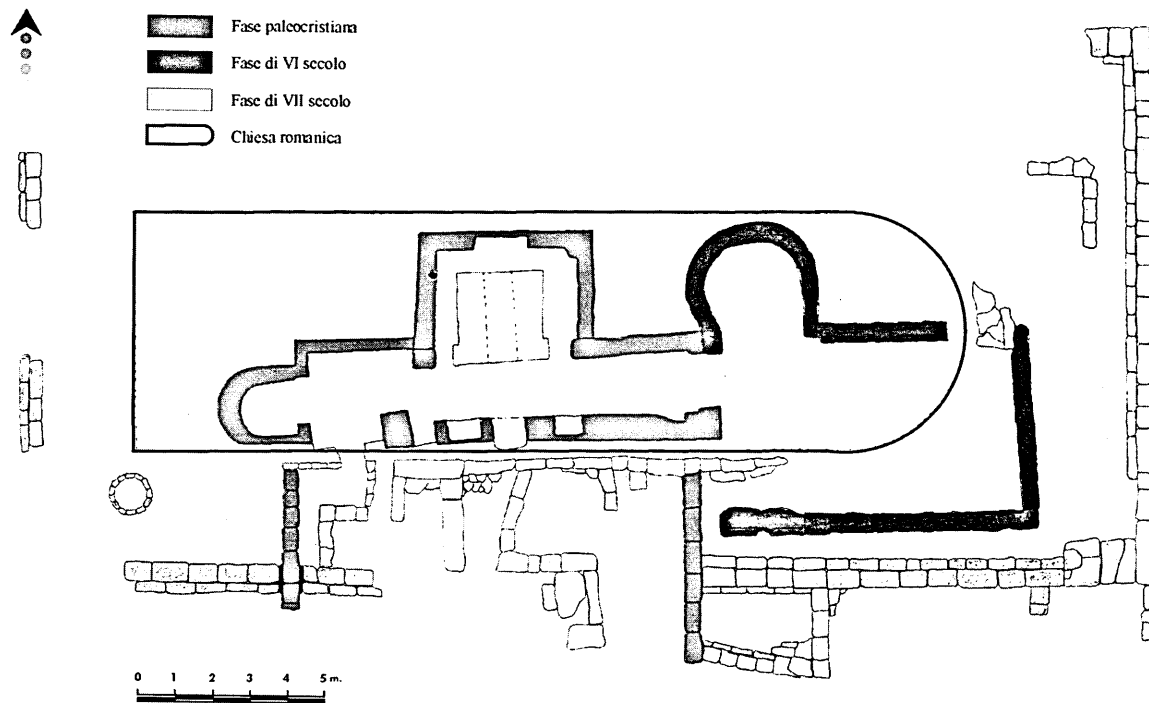 Fase paleocristiana
Fase di VI secolo
Fase di VII secolo
Chiesa romanica
0 1 2 3 4 5 m.